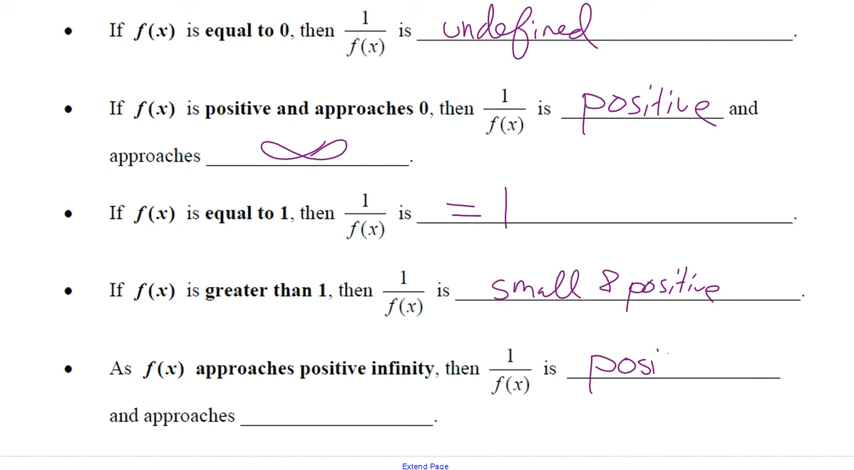 • If f(x) is equal to 0, then 1/f(x) is undefined.
• If f(x) is positive and approaches 0, then 1/f(x) is positive and
approaches ∞.
• If f(x) is equal to 1, then 1/f(x) is = 1.
• If f(x) is greater than 1, then 1/f(x) is small & positive.
• As f(x) approaches positive infinity, then 1/f(x) is posi
and approaches ____________.
Extend Page